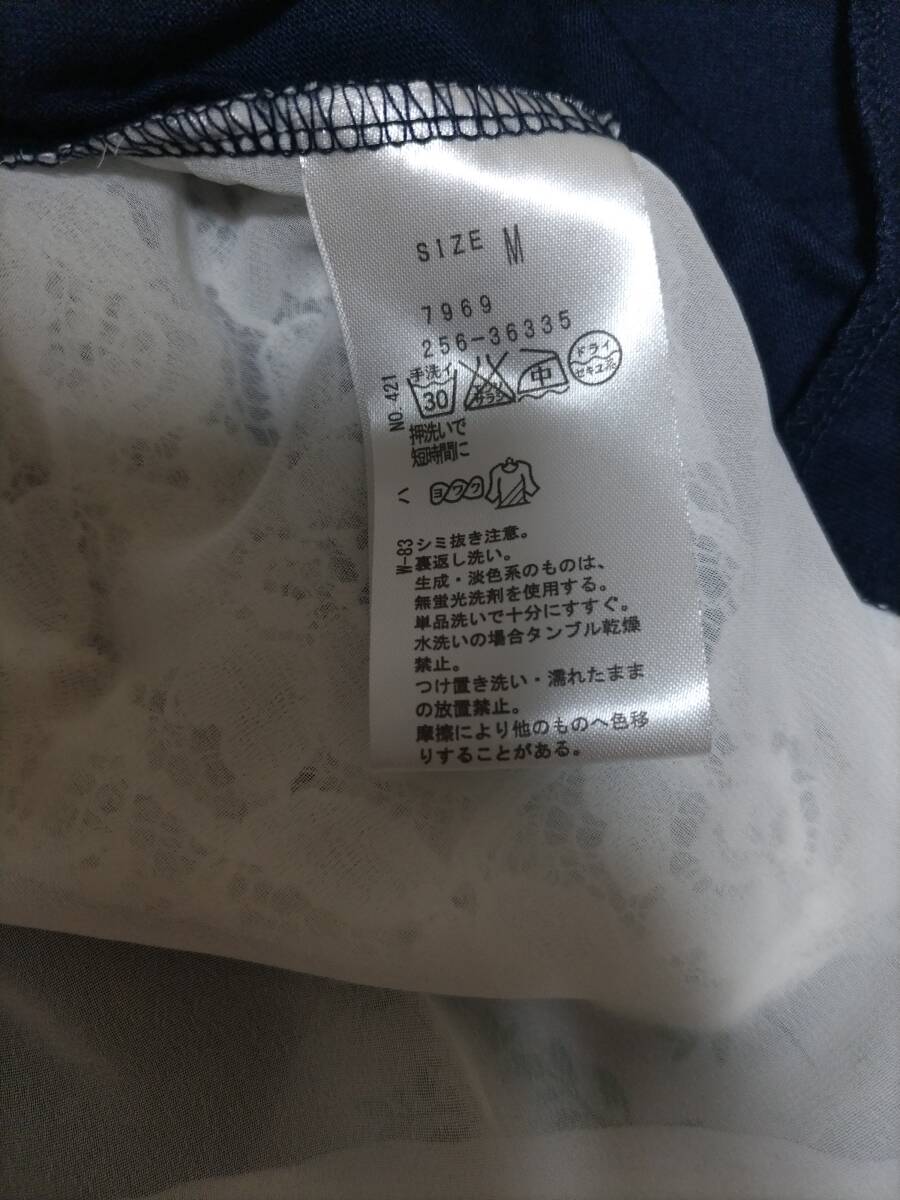 SIZE M
7969
256-36335
NO.421
手洗イ 30
サラシ
中
ドライ
セキユ系
押洗いで
短時間に
ハ
ヨワク
W-83
シミ抜き注意。
裏返し洗い。
生成・淡色系のものは、
無蛍光洗剤を使用する。
単品洗いで十分にすすぐ。
水洗いの場合タンブル乾燥
禁止。
つけ置き洗い・濡れたまま
の放置禁止。
摩擦により他のものへ色移
りすることがある。